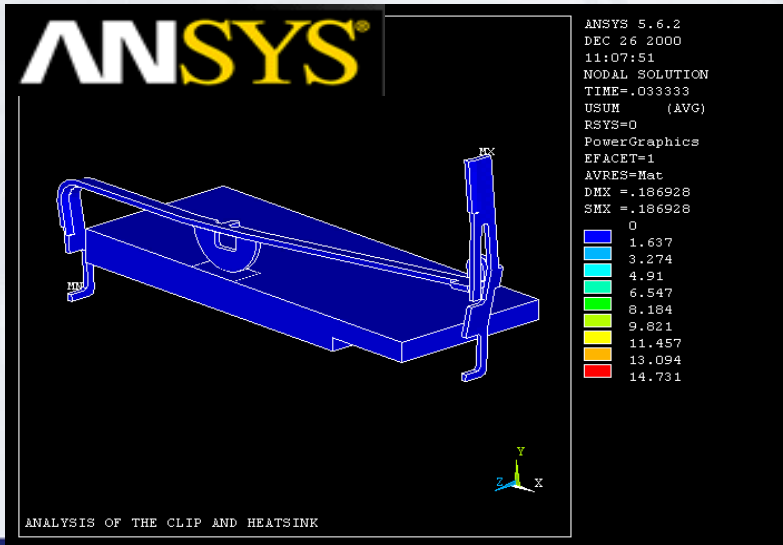 ANSYS®
ANSYS 5.6.2
DEC 26 2000
11:07:51
NODAL SOLUTION
TIME=.033333
USUM (AVG)
RSYS=0
PowerGraphics
EFACET=1
AVRES=Mat
DMX =.186928
SMX =.186928
0
1.637
3.274
4.91
6.547
8.184
9.821
11.457
13.094
14.731
MX
MN
Y
Z
X
ANALYSIS OF THE CLIP AND HEATSINK